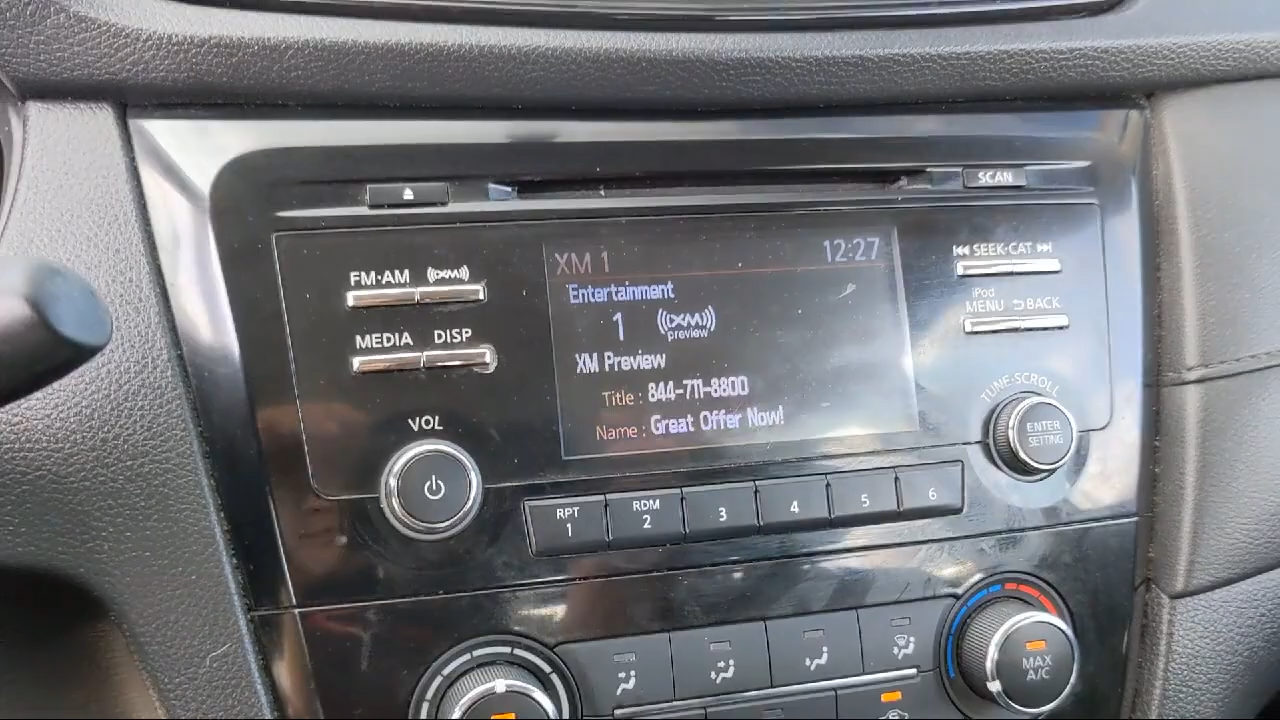 SCAN
XM 1 12:27
FM·AM ((XM))
SEEK·CAT
Entertainment
1 ((XM))
preview
iPod
MENU BACK
MEDIA DISP
XM Preview
Title : 844-711-8800
Name : Great Offer Now!
TUNE·SCROLL
ENTER
SETTING
VOL
RPT
1
RDM
2
3
4
5
6
MAX
A/C